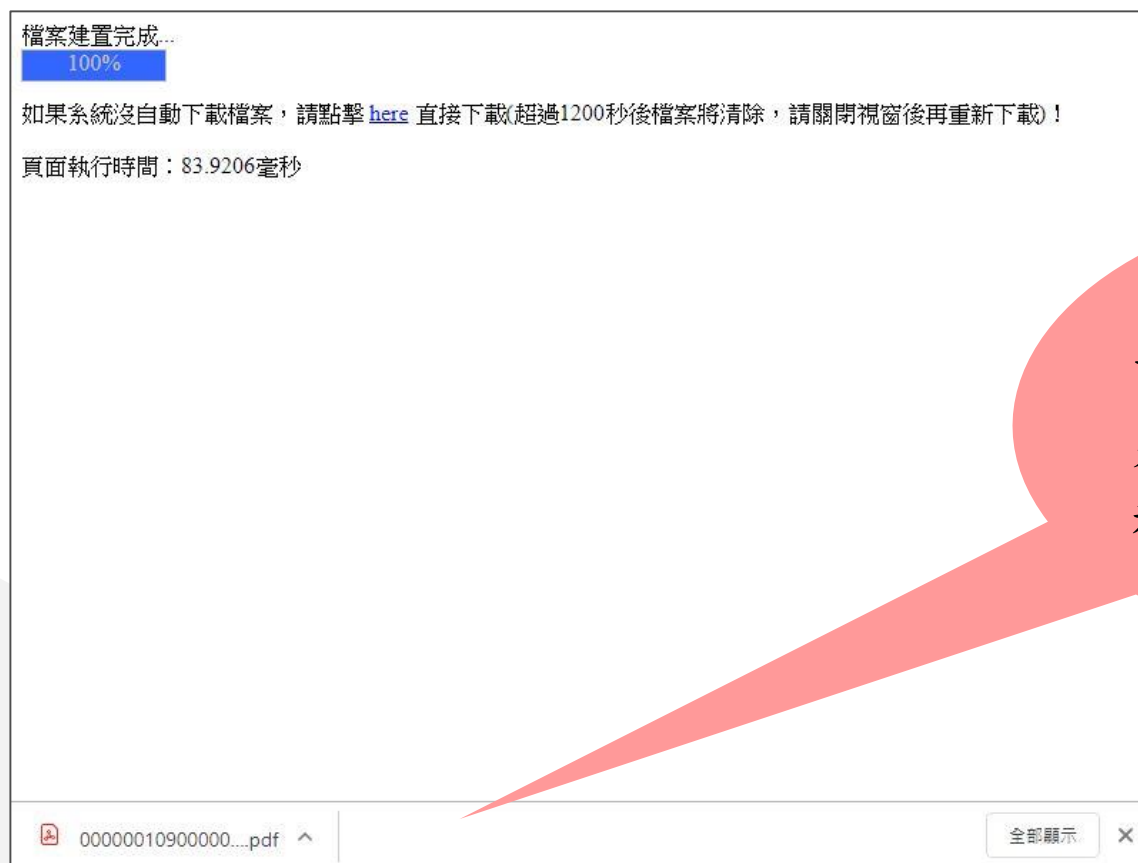 檔案建置完成...
100%
如果系統沒自動下載檔案，請點擊 here 直接下載(超過1200秒後檔案將清除，請關閉視窗後再重新下載)！
頁面執行時間：83.9206毫秒
00000010900000....pdf
全部顯示